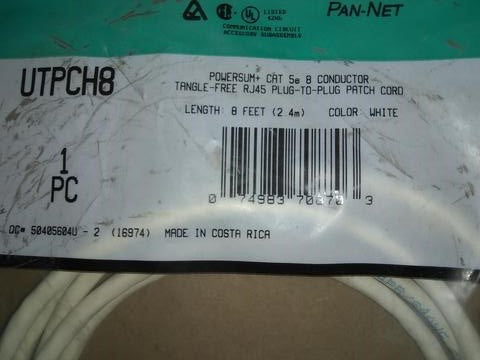 PAN-NET
LISTED
42N6
COMMUNICATION CIRCUIT
ACCESSORY SUBASSEMBLY
UTPCH8
POWERSUM+ CAT 5e 8 CONDUCTOR
TANGLE-FREE RJ45 PLUG-TO-PLUG PATCH CORD
LENGTH: 8 FEET (2.4m) COLOR: WHITE
1
PC
0 74983 3
QC# 50405604U - 2 (16974) MADE IN COSTA RICA